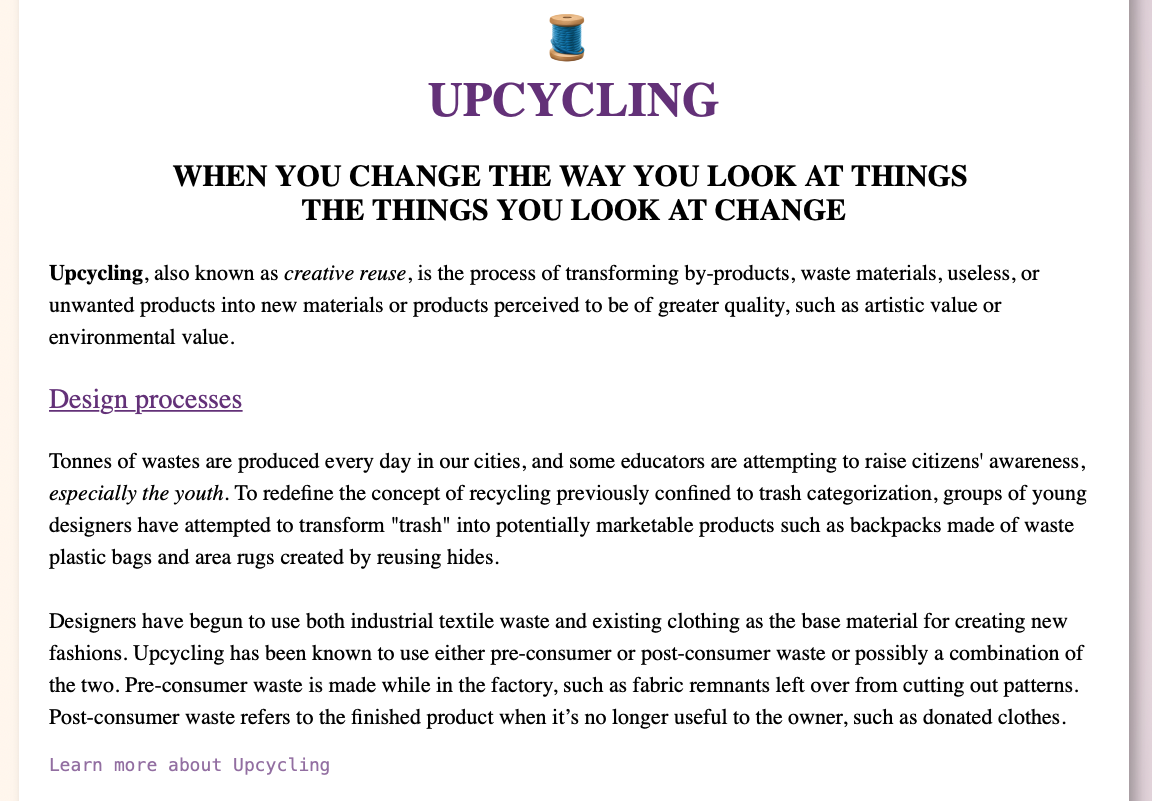 UPCYCLING
WHEN YOU CHANGE THE WAY YOU LOOK AT THINGS
THE THINGS YOU LOOK AT CHANGE
Upcycling, also known as creative reuse, is the process of transforming by-products, waste materials, useless, or
unwanted products into new materials or products perceived to be of greater quality, such as artistic value or
environmental value.
Design processes
Tonnes of wastes are produced every day in our cities, and some educators are attempting to raise citizens' awareness,
especially the youth. To redefine the concept of recycling previously confined to trash categorization, groups of young
designers have attempted to transform "trash" into potentially marketable products such as backpacks made of waste
plastic bags and area rugs created by reusing hides.
Designers have begun to use both industrial textile waste and existing clothing as the base material for creating new
fashions. Upcycling has been known to use either pre-consumer or post-consumer waste or possibly a combination of
the two. Pre-consumer waste is made while in the factory, such as fabric remnants left over from cutting out patterns.
Post-consumer waste refers to the finished product when it’s no longer useful to the owner, such as donated clothes.
Learn more about Upcycling